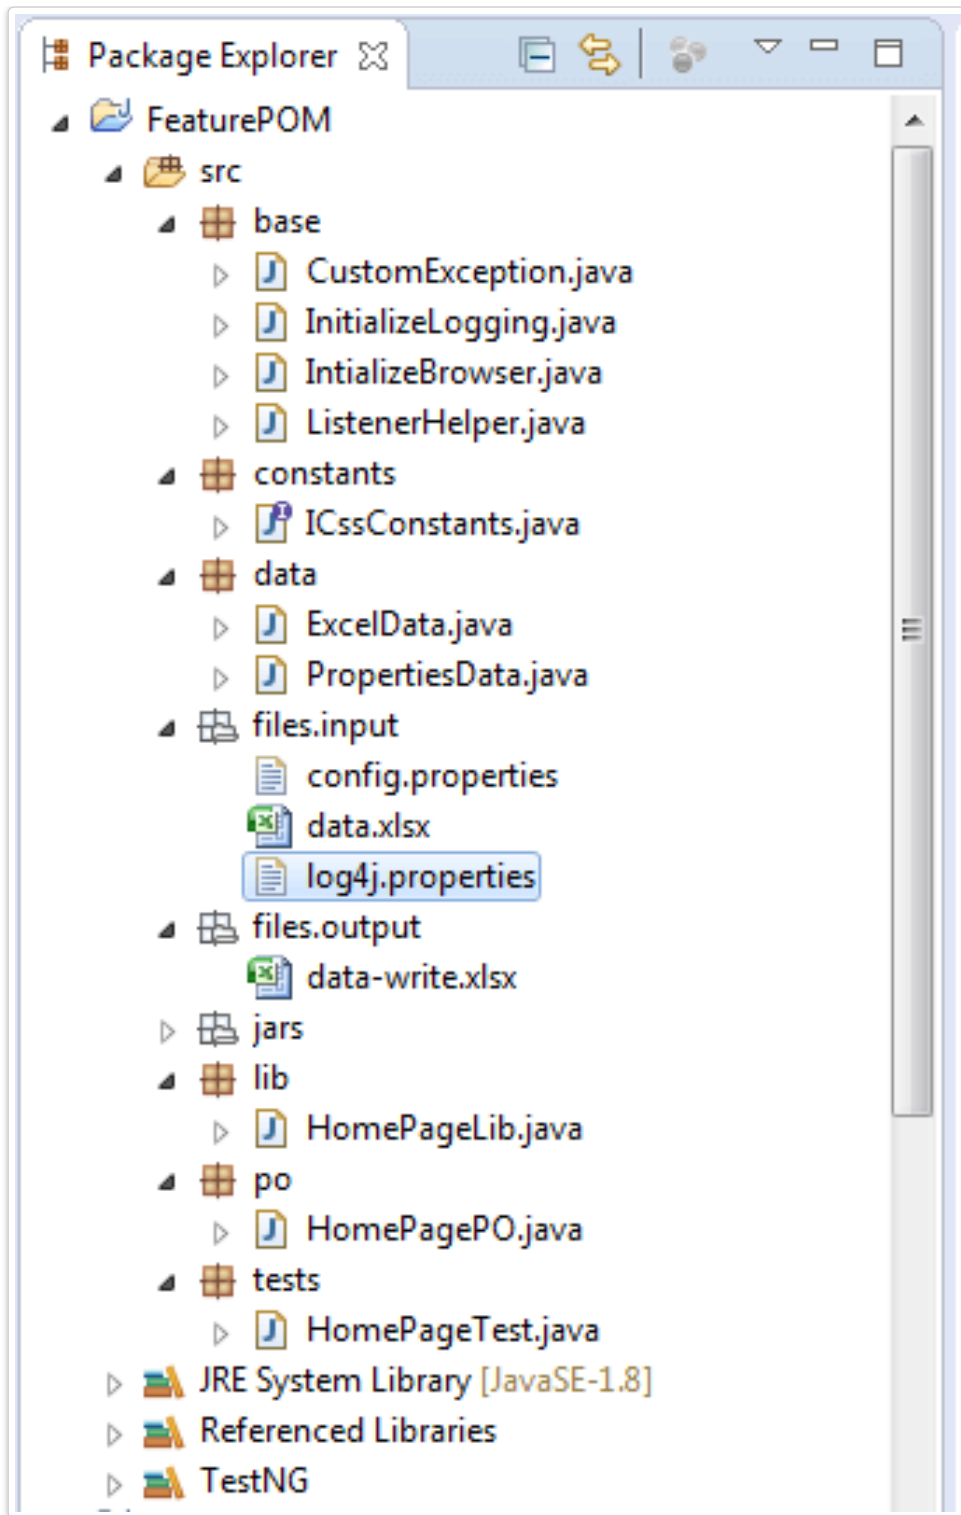 Package Explorer
FeaturePOM
src
base
CustomException.java
InitializeLogging.java
IntializeBrowser.java
ListenerHelper.java
constants
ICssConstants.java
data
ExcelData.java
PropertiesData.java
files.input
config.properties
data.xlsx
log4j.properties
files.output
data-write.xlsx
jars
lib
HomePageLib.java
po
HomePagePO.java
tests
HomePageTest.java
JRE System Library [JavaSE-1.8]
Referenced Libraries
TestNG